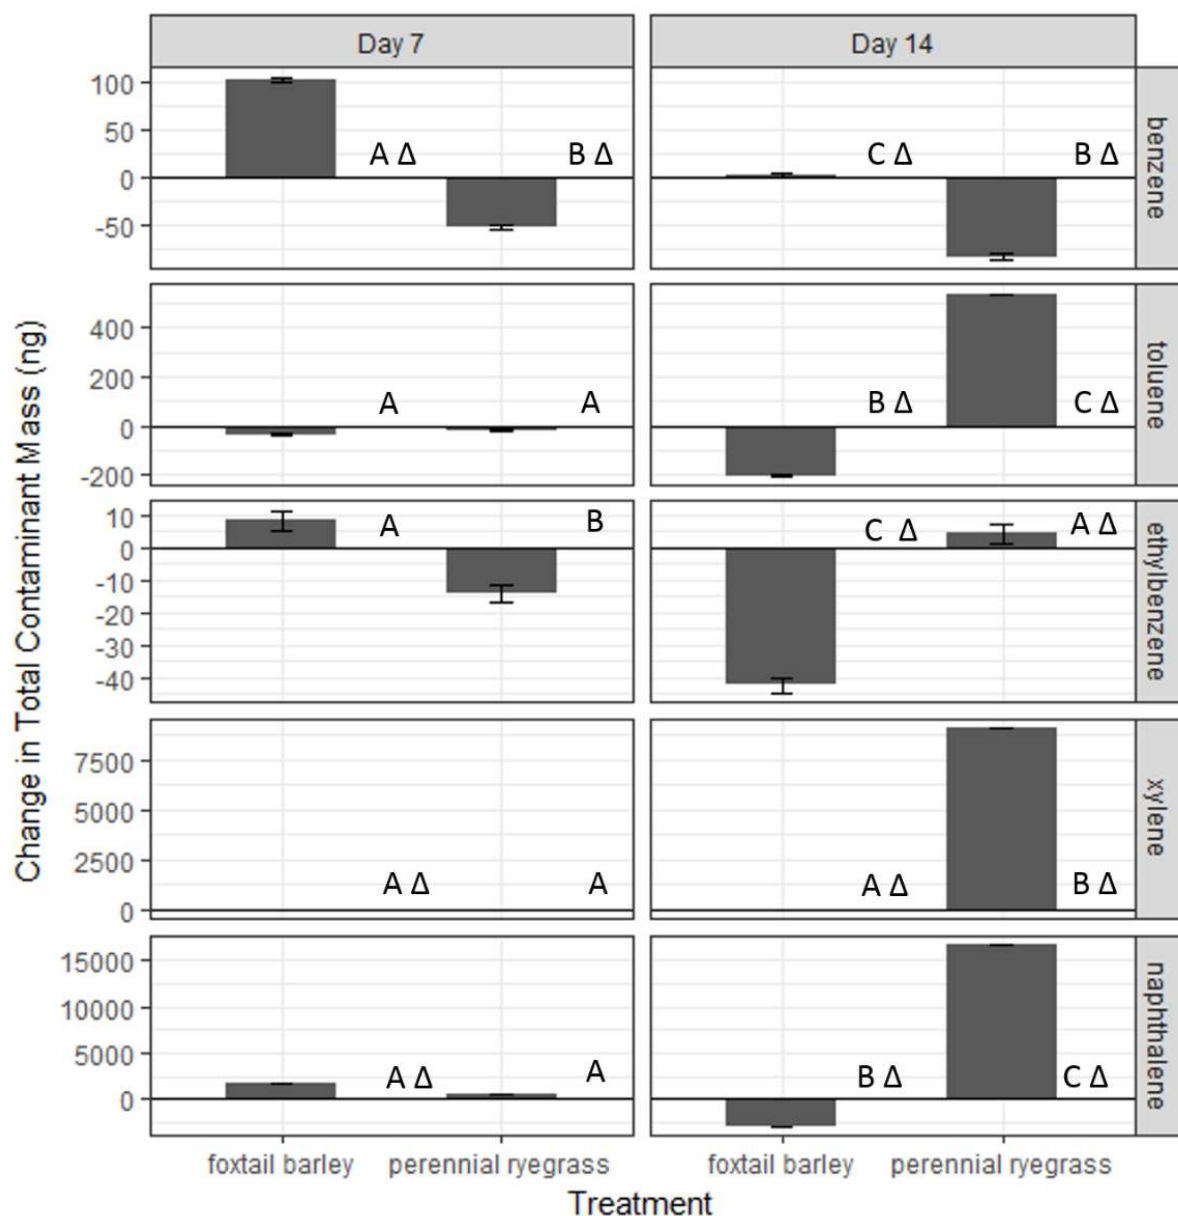 Day 7
Day 14
Change in Total Contaminant Mass (ng)
100
50
0
-50
A Δ
B Δ
C Δ
B Δ
benzene
400
200
0
-200
A
A
B Δ
C Δ
toluene
10
0
-10
-20
-30
-40
A
B
C Δ
A Δ
ethylbenzene
7500
5000
2500
0
A Δ
A
A Δ
B Δ
xylene
15000
10000
5000
0
A Δ
A
B Δ
C Δ
naphthalene
foxtail barley
perennial ryegrass
foxtail barley
perennial ryegrass
Treatment